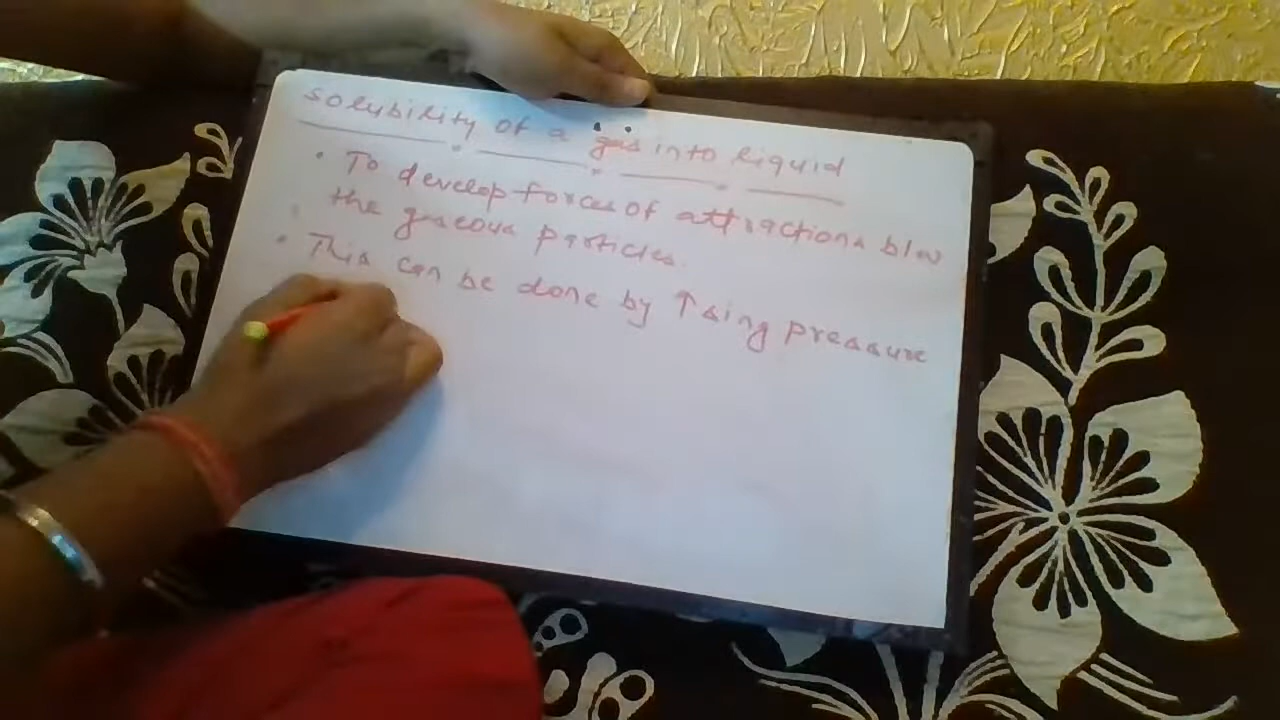 solubility of a gas into liquid
• To develop forces of attractions b/w
the gaseous particles.
• This can be done by ↑sing pressure